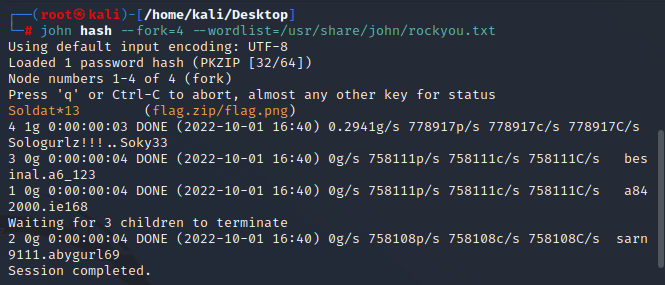 ┌──(root㉿kali)-[/home/kali/Desktop]
└─# john hash --fork=4 --wordlist=/usr/share/john/rockyou.txt
Using default input encoding: UTF-8
Loaded 1 password hash (PKZIP [32/64])
Node numbers 1-4 of 4 (fork)
Press 'q' or Ctrl-C to abort, almost any other key for status
Soldat*13        (flag.zip/flag.png)
4 1g 0:00:00:03 DONE (2022-10-01 16:40) 0.2941g/s 778917p/s 778917c/s 778917C/s
Sologurlz!!!..Soky33
3 0g 0:00:00:04 DONE (2022-10-01 16:40) 0g/s 758111p/s 758111c/s 758111C/s   bes
inal.a6_123
1 0g 0:00:00:04 DONE (2022-10-01 16:40) 0g/s 758111p/s 758111c/s 758111C/s   a84
2000.ie168
Waiting for 3 children to terminate
2 0g 0:00:00:04 DONE (2022-10-01 16:40) 0g/s 758108p/s 758108c/s 758108C/s  sarn
9111.abygurl69
Session completed.